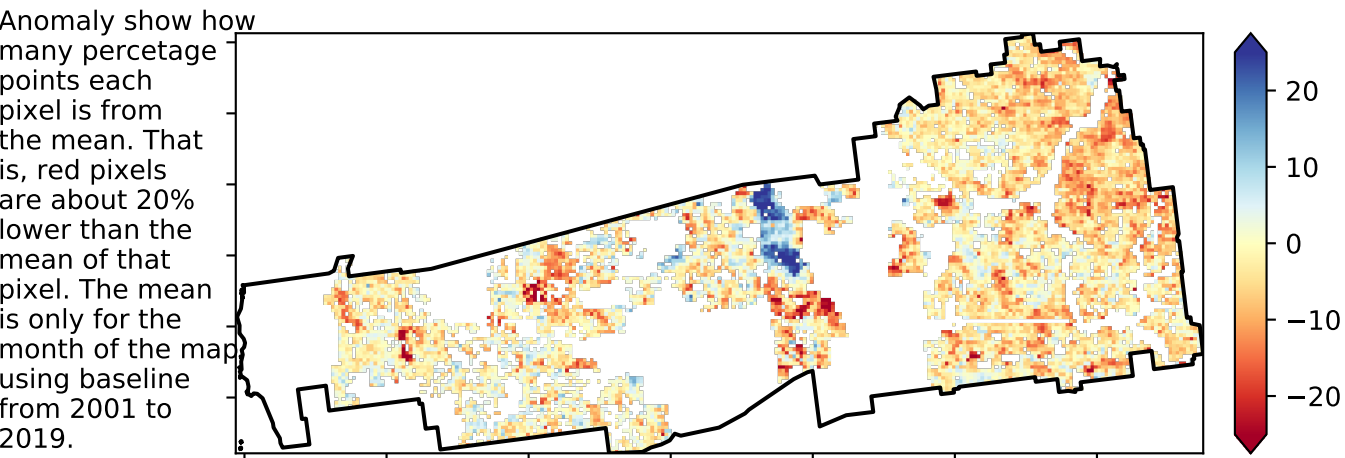 Anomaly show how
many percetage
points each
pixel is from
the mean. That
is, red pixels
are about 20%
lower than the
mean of that
pixel. The mean
is only for the
month of the map,
using baseline
from 2001 to
2019.
20
10
0
−10
−20